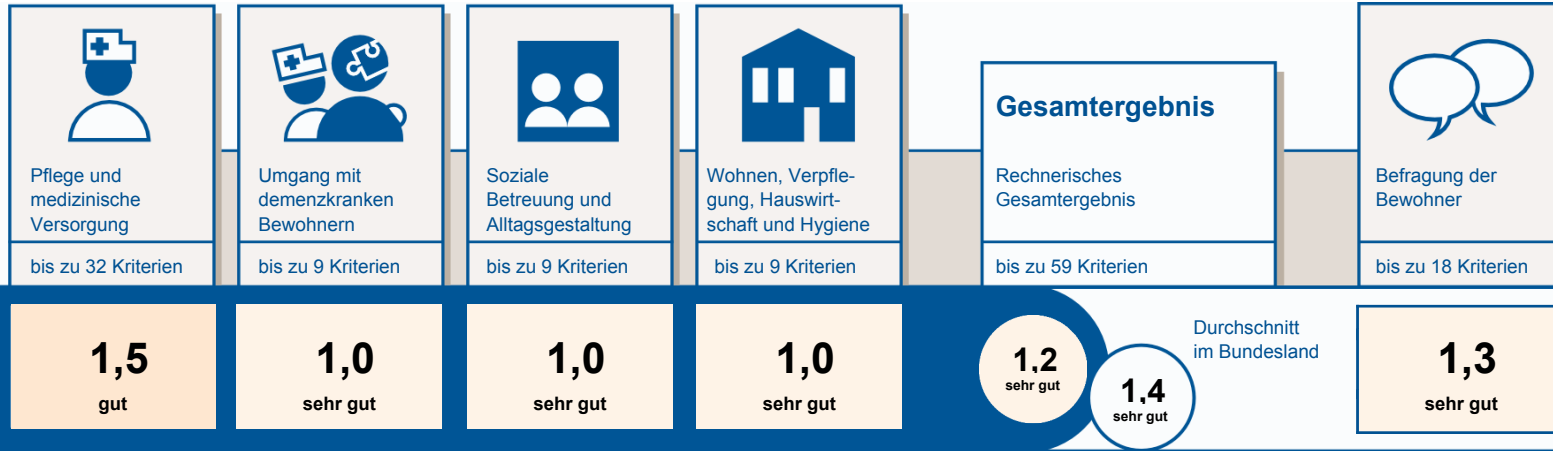 Pflege und
medizinische
Versorgung
bis zu 32 Kriterien
1,5
gut
Umgang mit
demenzkranken
Bewohnern
bis zu 9 Kriterien
1,0
sehr gut
Soziale
Betreuung und
Alltagsgestaltung
bis zu 9 Kriterien
1,0
sehr gut
Wohnen, Verpfle-
gung, Hauswirt-
schaft und Hygiene
bis zu 9 Kriterien
1,0
sehr gut
Gesamtergebnis
Rechnerisches
Gesamtergebnis
bis zu 59 Kriterien
1,2
sehr gut
Durchschnitt
im Bundesland
1,4
sehr gut
Befragung der
Bewohner
bis zu 18 Kriterien
1,3
sehr gut